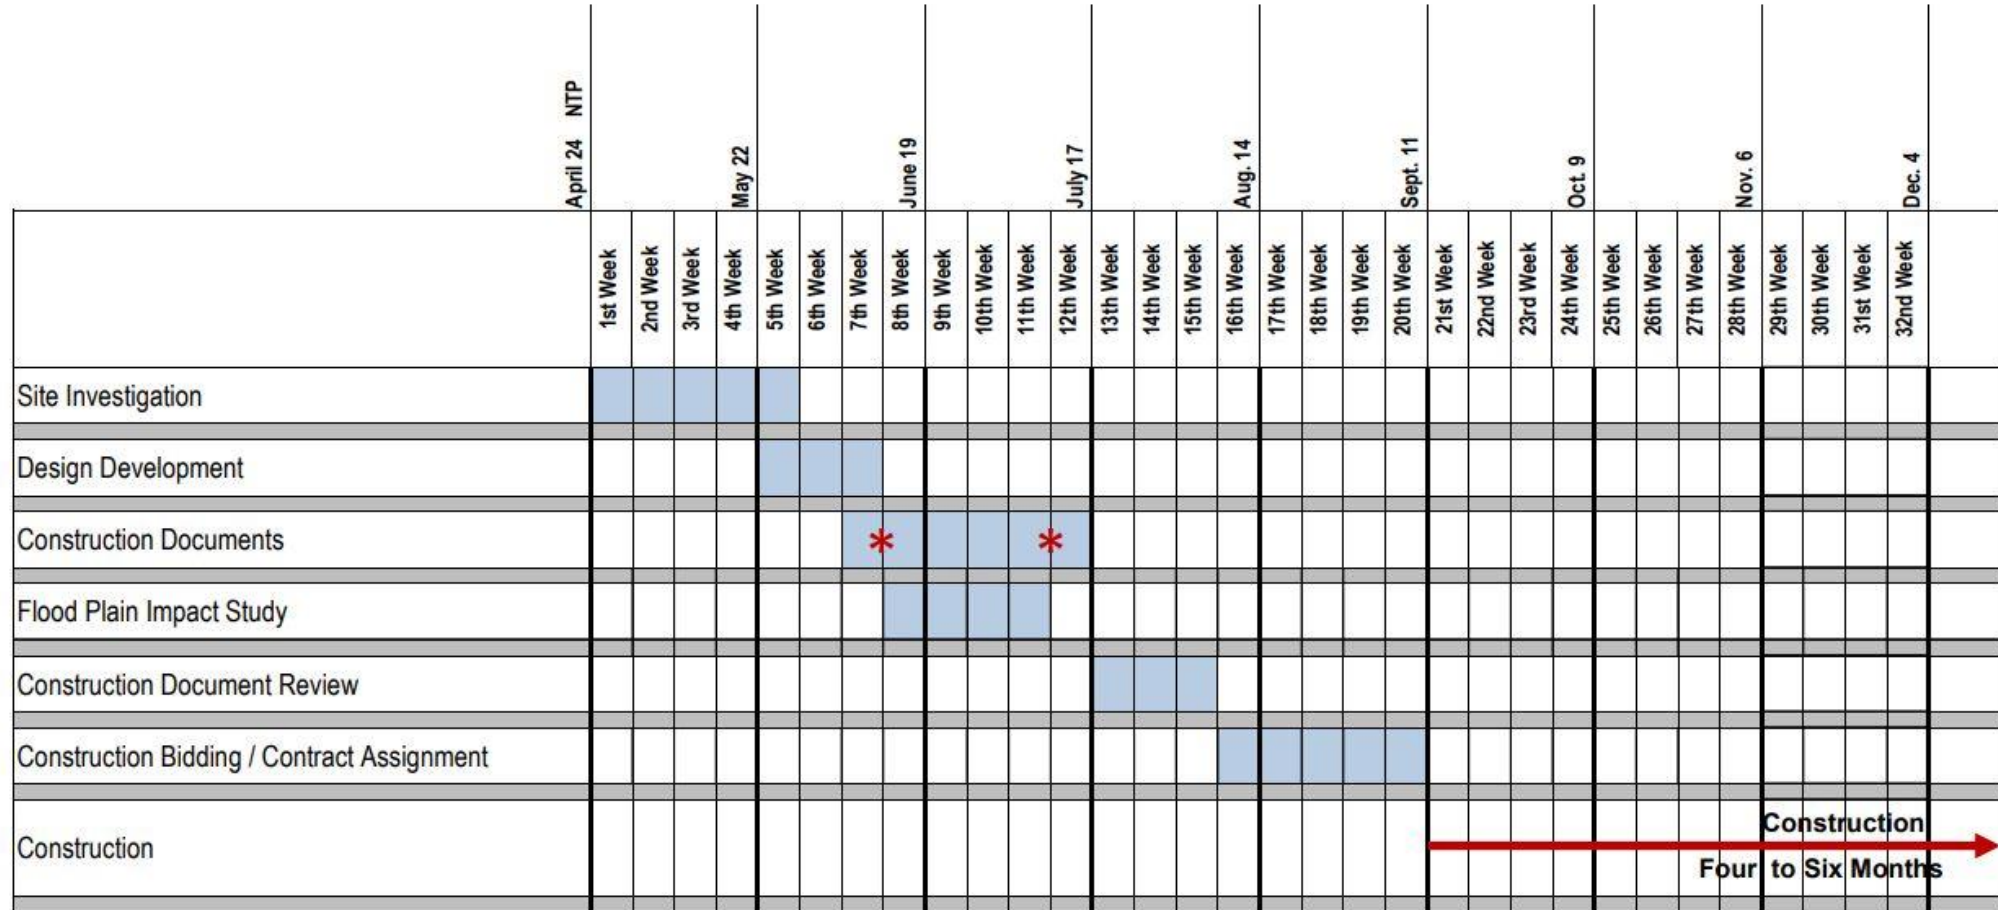 April 24 NTP
May 22
June 19
July 17
Aug. 14
Sept. 11
Oct. 9
Nov. 6
Dec. 4
1st Week
2nd Week
3rd Week
4th Week
5th Week
6th Week
7th Week
8th Week
9th Week
10th Week
11th Week
12th Week
13th Week
14th Week
15th Week
16th Week
17th Week
18th Week
19th Week
20th Week
21st Week
22nd Week
23rd Week
24th Week
25th Week
26th Week
27th Week
28th Week
29th Week
30th Week
31st Week
32nd Week
Site Investigation
Design Development
Construction Documents
* *
Flood Plain Impact Study
Construction Document Review
Construction Bidding / Contract Assignment
Construction
Construction
Four to Six Months